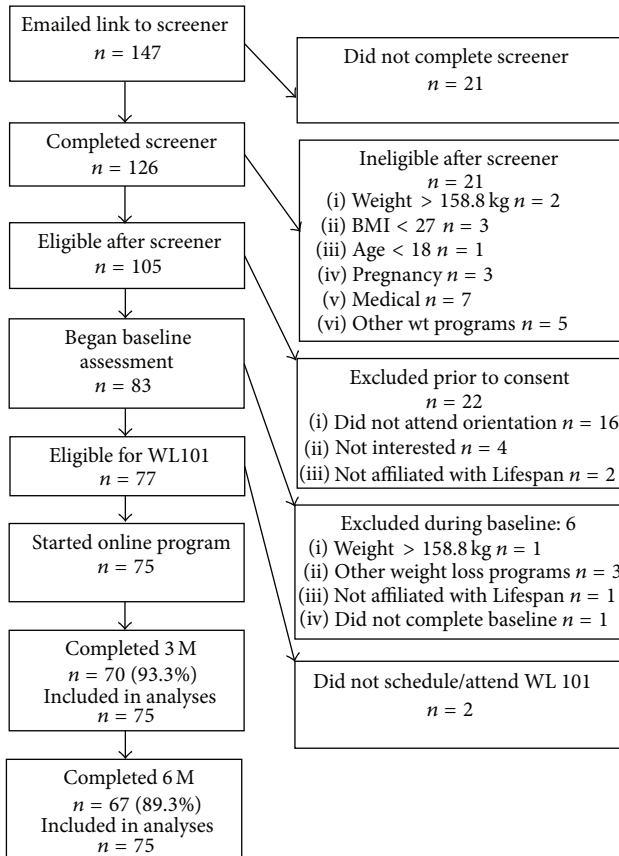 Emailed link to screener
n = 147
Did not complete screener
n = 21
Completed screener
n = 126
Ineligible after screener
n = 21
(i) Weight > 158.8 kg n = 2
(ii) BMI < 27 n = 3
(iii) Age < 18 n = 1
(iv) Pregnancy n = 3
(v) Medical n = 7
(vi) Other wt programs n = 5
Eligible after screener
n = 105
Excluded prior to consent
n = 22
(i) Did not attend orientation n = 16
(ii) Not interested n = 4
(iii) Not affiliated with Lifespan n = 2
Began baseline
assessment
n = 83
Excluded during baseline: 6
(i) Weight > 158.8 kg n = 1
(ii) Other weight loss programs n = 3
(iii) Not affiliated with Lifespan n = 1
(iv) Did not complete baseline n = 1
Eligible for WL101
n = 77
Did not schedule/attend WL 101
n = 2
Started online program
n = 75
Completed 3 M
n = 70 (93.3%)
Included in analyses
n = 75
Completed 6 M
n = 67 (89.3%)
Included in analyses
n = 75